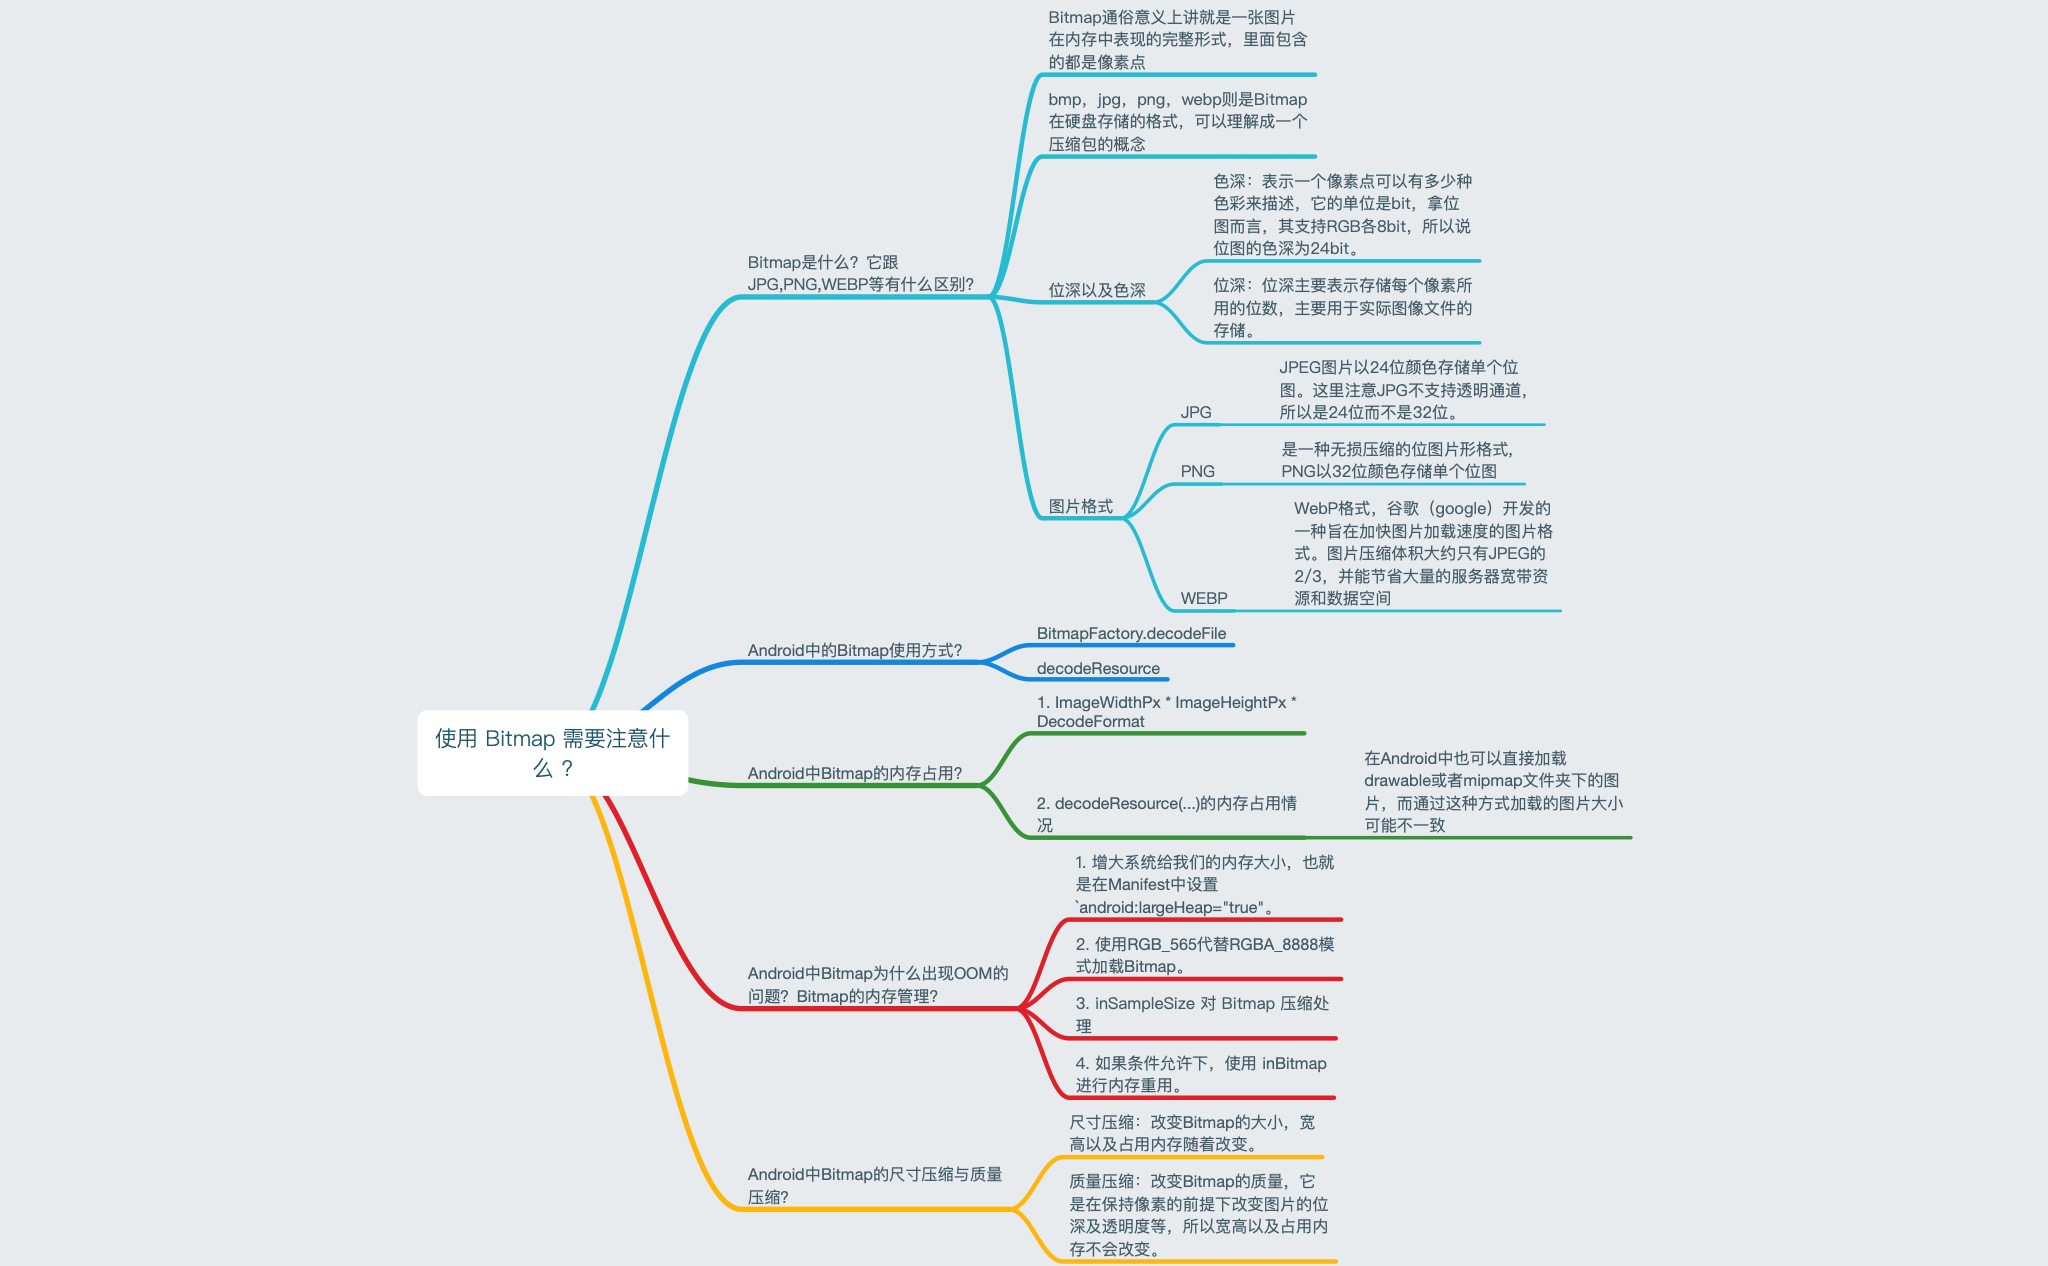 Bitmap通俗意义上讲就是一张图片
在内存中表现的完整形式，里面包含
的都是像素点
bmp，jpg，png，webp则是Bitmap
在硬盘存储的格式，可以理解成一个
压缩包的概念
色深：表示一个像素点可以有多少种
色彩来描述，它的单位是bit，拿位
图而言，其支持RGB各8bit，所以说
位图的色深为24bit。
Bitmap是什么？它跟
JPG,PNG,WEBP等有什么区别？
位深以及色深
位深：位深主要表示存储每个像素所
用的位数，主要用于实际图像文件的
存储。
JPEG图片以24位颜色存储单个位
图。这里注意JPG不支持透明通道，
所以是24位而不是32位。
JPG
是一种无损压缩的位图片形格式，
PNG以32位颜色存储单个位图
PNG
图片格式
WebP格式，谷歌（google）开发的
一种旨在加快图片加载速度的图片格
式。图片压缩体积大约只有JPEG的
2/3，并能节省大量的服务器宽带资
源和数据空间
WEBP
Android中的Bitmap使用方式？
BitmapFactory.decodeFile
decodeResource
使用 Bitmap 需要注意什
么 ？
1. ImageWidthPx * ImageHeightPx *
DecodeFormat
Android中Bitmap的内存占用？
2. decodeResource(...)的内存占用情
况
在Android中也可以直接加载
drawable或者mipmap文件夹下的图
片，而通过这种方式加载的图片大小
可能不一致
1. 增大系统给我们的内存大小，也就
是在Manifest中设置
`android:largeHeap="true"。
2. 使用RGB_565代替RGBA_8888模
式加载Bitmap。
Android中Bitmap为什么出现OOM的
问题？Bitmap的内存管理？
3. inSampleSize 对 Bitmap 压缩处
理
4. 如果条件允许下，使用 inBitmap
进行内存重用。
尺寸压缩：改变Bitmap的大小，宽
高以及占用内存随着改变。
Android中Bitmap的尺寸压缩与质量
压缩？
质量压缩：改变Bitmap的质量，它
是在保持像素的前提下改变图片的位
深及透明度等，所以宽高以及占用内
存不会改变。